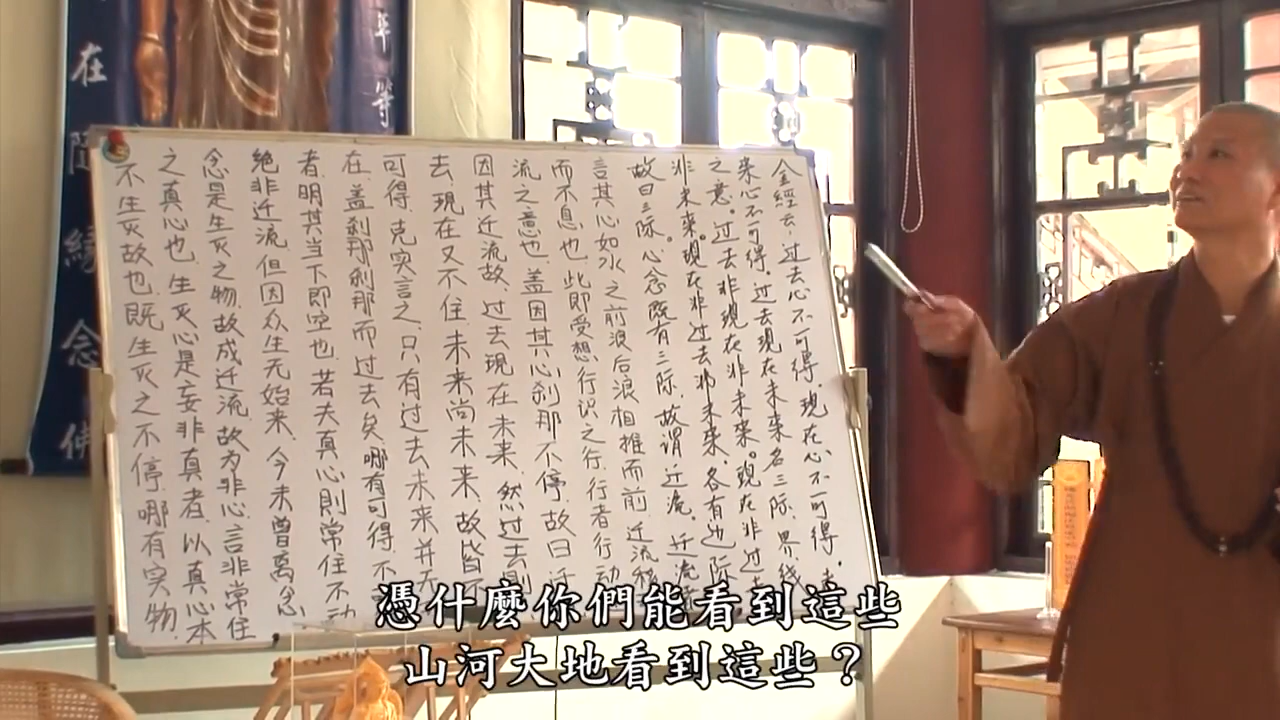 在隨緣念佛
等
金經云.过去心不可得.现在心不可得.
来心不可得.过去现在未来名三际.界线
之意。过去非现在非未来。现在非过去
非未来。现在非过去非未来.各有边际
故曰三际。心念既有三际.故谓迁流。迁流
言其心如水之前浪后浪相推而前.迁流
而不息也.此即受想行识之行.行者行动
流之意也.盖因其心刹那不停.故曰迁
因其迁流故.过去现在未来.然过去则
去.现在又不住.未来尚未来.故皆不
可得.克实言之.只有过去未来并无
在.盖刹那刹那而过去矣.哪有可得.不
者.明其当下即空也.若夫真心则常住不动
绝非迁流.但因众生无始来.今未曾离念
念是生灭之物.故成迁流故为非心.言非常住
之真心也.生灭心是妄非真者.以真心本
不生灭故也.既生灭之不停.哪有实物.
憑什麼你們能看到這些
山河大地看到這些？